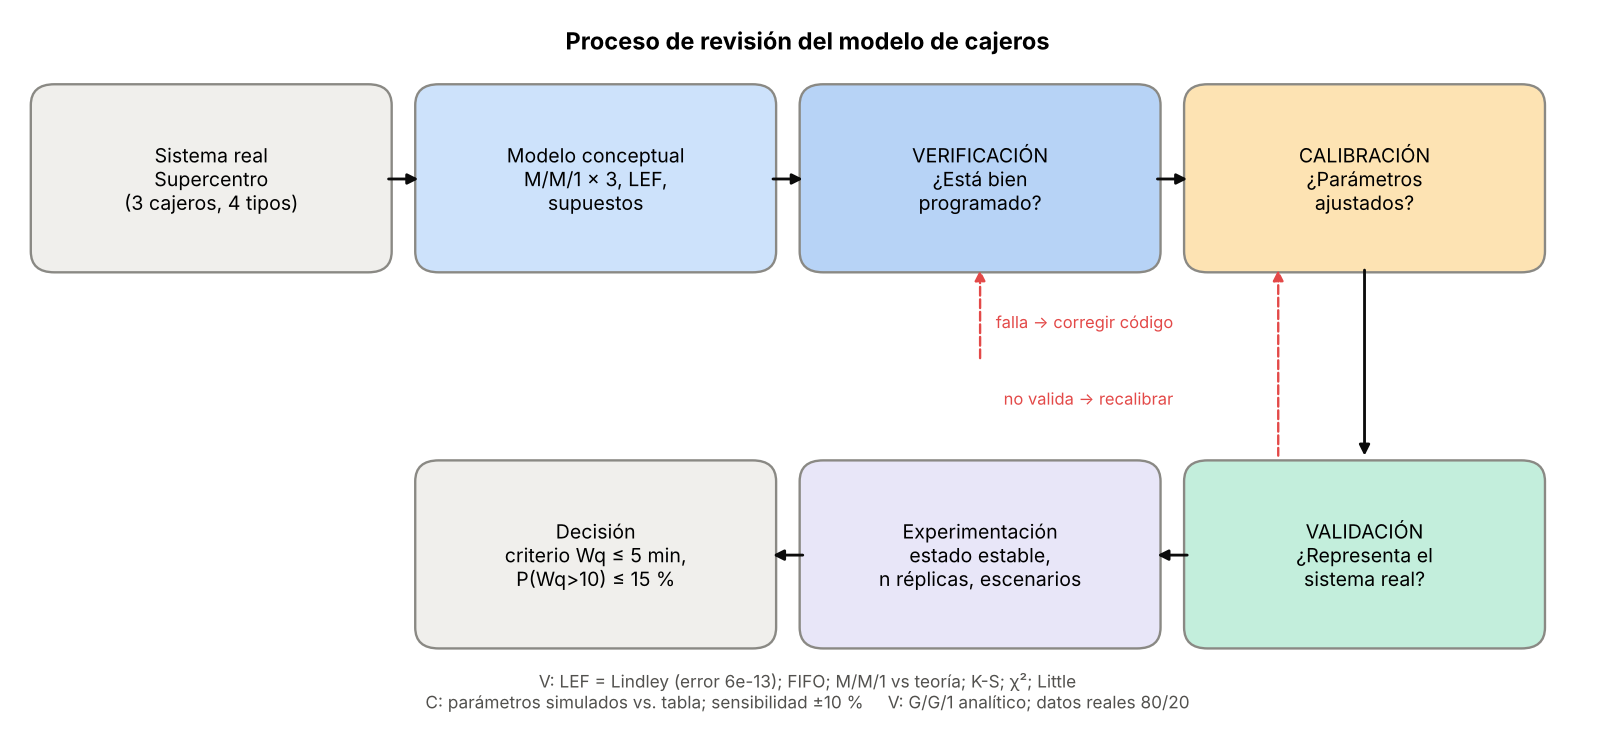 Proceso de revisión del modelo de cajeros
Sistema real
Supercentro
(3 cajeros, 4 tipos)
Modelo conceptual
M/M/1 × 3, LEF,
supuestos
VERIFICACIÓN
¿Está bien
programado?
CALIBRACIÓN
¿Parámetros
ajustados?
falla → corregir código
no valida → recalibrar
Decisión
criterio Wq ≤ 5 min,
P(Wq>10) ≤ 15 %
Experimentación
estado estable,
n réplicas, escenarios
VALIDACIÓN
¿Representa el
sistema real?
V: LEF = Lindley (error 6e-13); FIFO; M/M/1 vs teoría; K-S; χ²; Little
C: parámetros simulados vs. tabla; sensibilidad ±10 %     V: G/G/1 analítico; datos reales 80/20